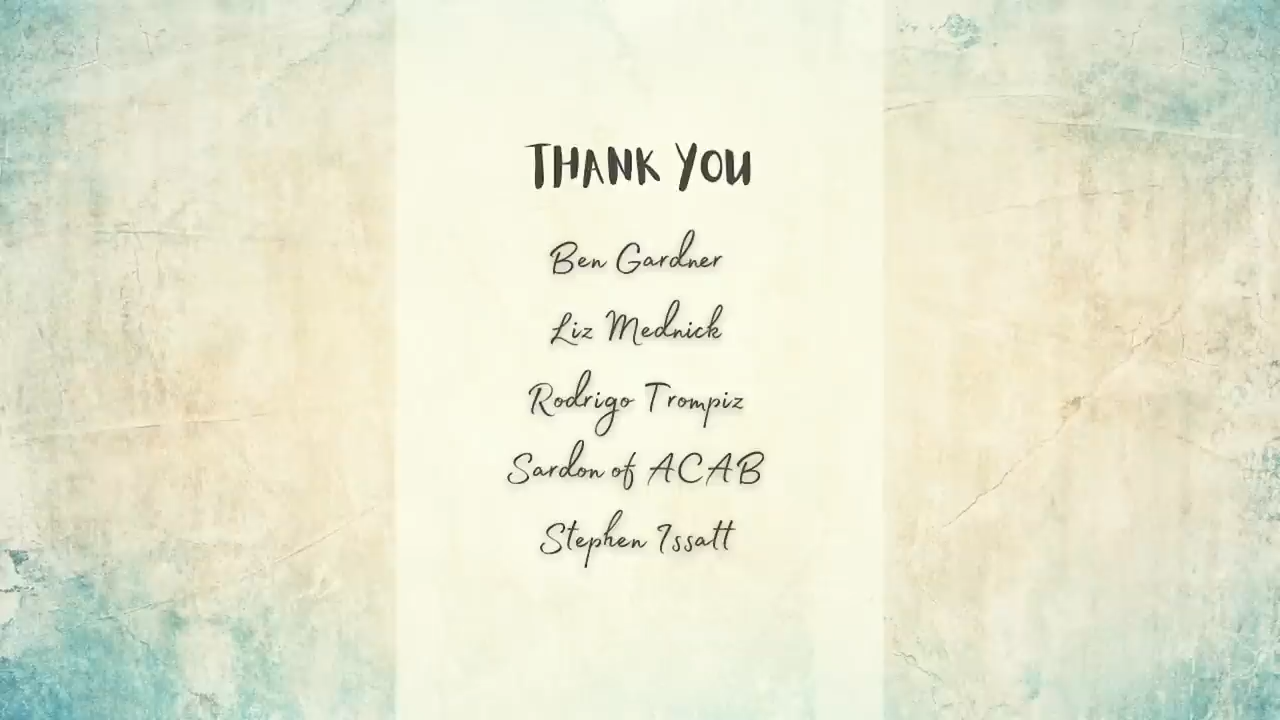 THANK YOU
Ben Gardner
Liz Mednick
Rodrigo Trompiz
Sardon of ACAB
Stephen Issatt